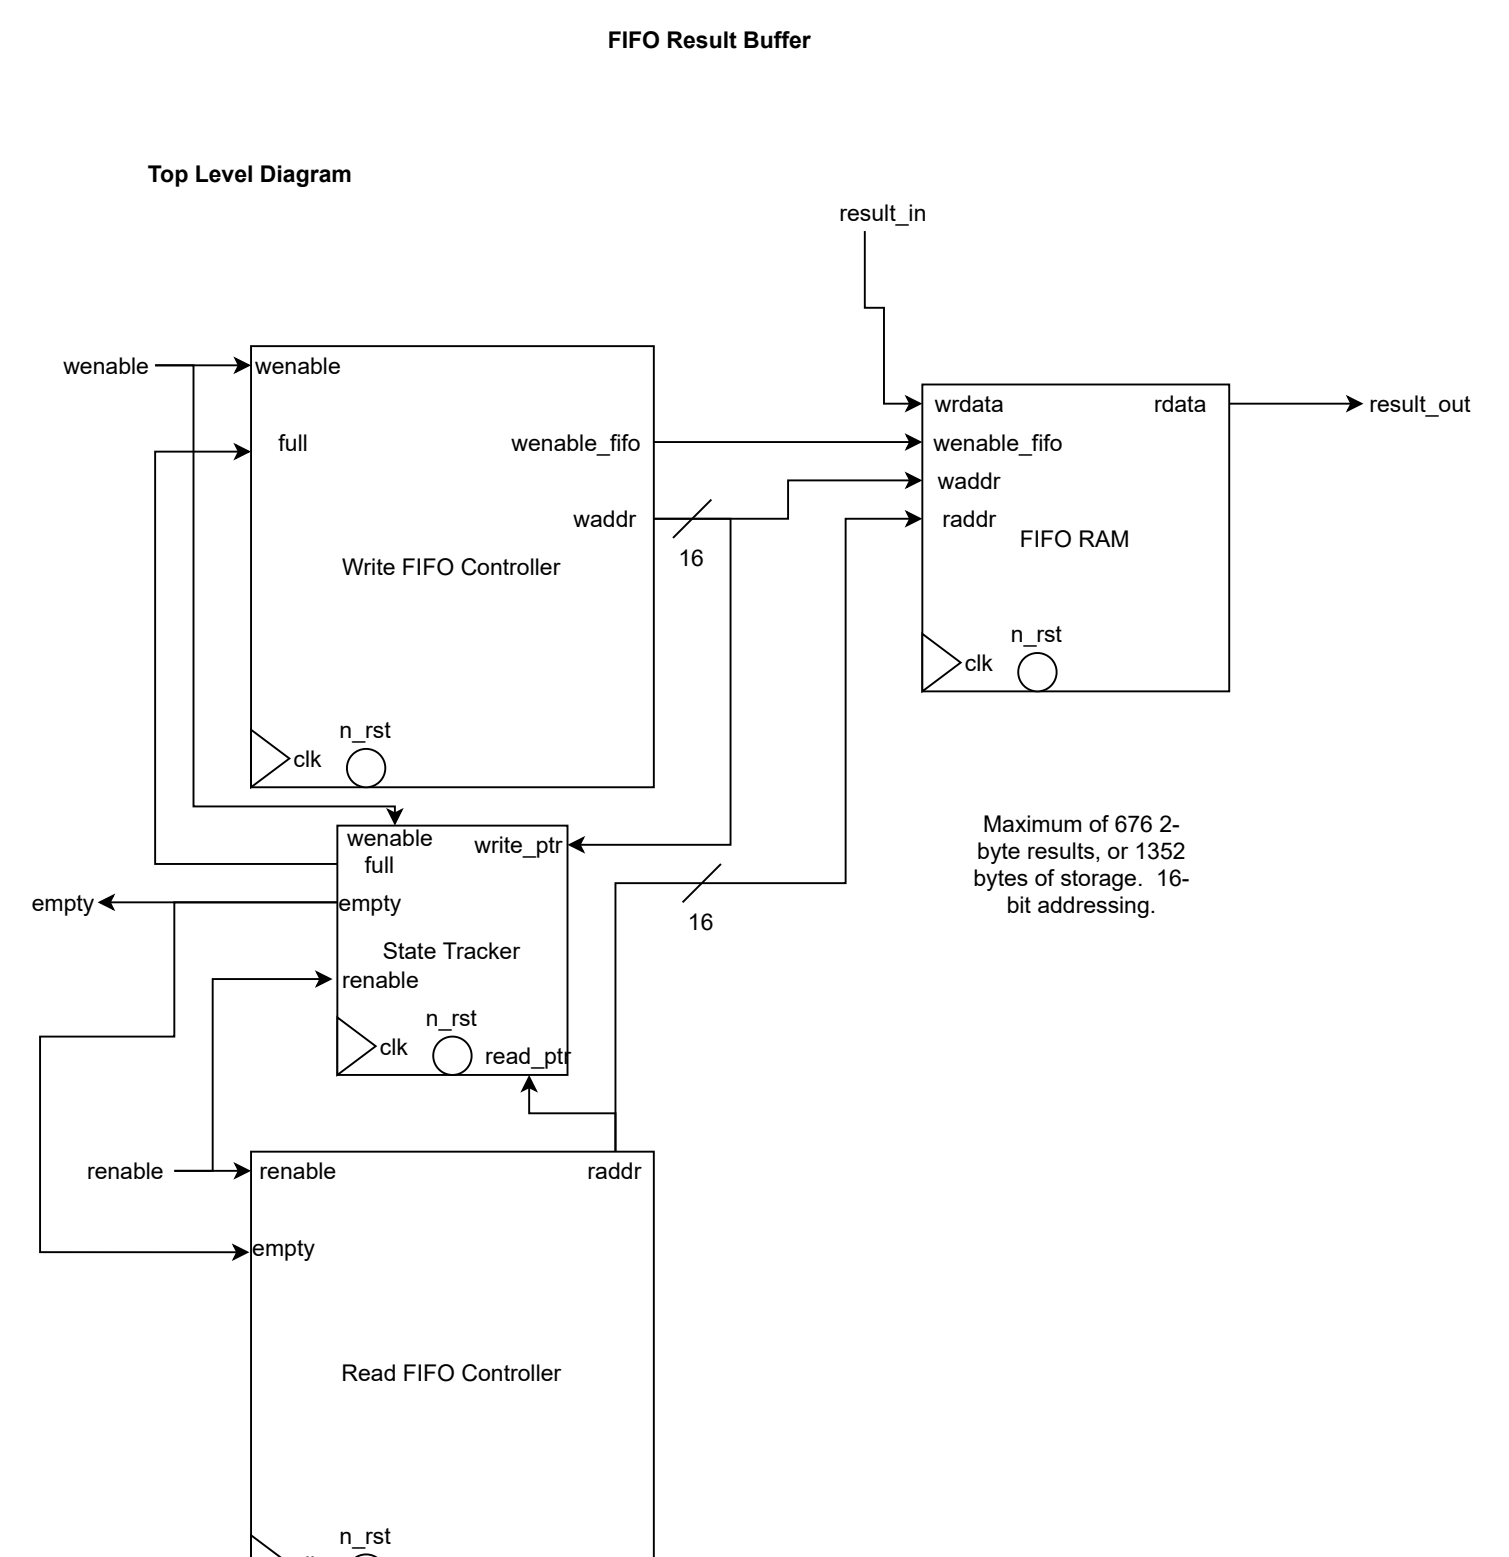 FIFO Result Buffer
Top Level Diagram
result_in
wenable
wenable
full
wenable_fifo
waddr
16
Write FIFO Controller
n_rst
clk
wrdata
rdata
result_out
wenable_fifo
waddr
raddr
FIFO RAM
n_rst
clk
wenable
full
write_ptr
empty
empty
State Tracker
renable
n_rst
clk
read_ptr
16
Maximum of 676 2-
byte results, or 1352
bytes of storage. 16-
bit addressing.
renable
renable
raddr
empty
Read FIFO Controller
n_rst